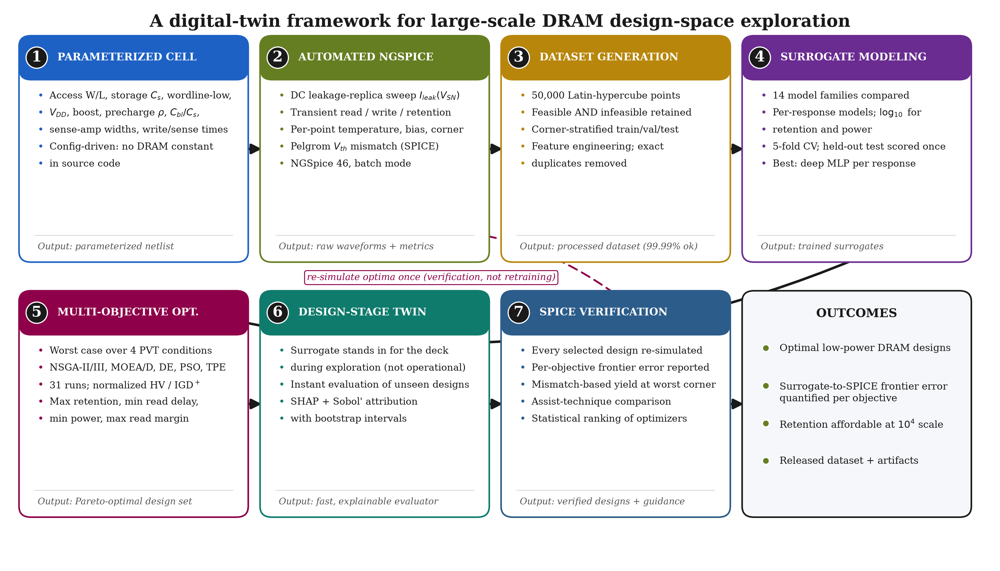 A digital-twin framework for large-scale DRAM design-space exploration
1 PARAMETERIZED CELL
• Access W/L, storage Cₛ, wordline-low,
• V_DD, boost, precharge ρ, C_bl/C_s,
• sense-amp widths, write/sense times
• Config-driven: no DRAM constant
• in source code
Output: parameterized netlist
2 AUTOMATED NGSPICE
• DC leakage-replica sweep I_leak(V_SN)
• Transient read / write / retention
• Per-point temperature, bias, corner
• Pelgrom V_th mismatch (SPICE)
• NGSpice 46, batch mode
Output: raw waveforms + metrics
3 DATASET GENERATION
• 50,000 Latin-hypercube points
• Feasible AND infeasible retained
• Corner-stratified train/val/test
• Feature engineering; exact
• duplicates removed
Output: processed dataset (99.99% ok)
4 SURROGATE MODELING
• 14 model families compared
• Per-response models; log₁₀ for
• retention and power
• 5-fold CV; held-out test scored once
• Best: deep MLP per response
Output: trained surrogates
re-simulate optima once (verification, not retraining)
5 MULTI-OBJECTIVE OPT.
• Worst case over 4 PVT conditions
• NSGA-II/III, MOEA/D, DE, PSO, TPE
• 31 runs; normalized HV / IGD⁺
• Max retention, min read delay,
• min power, max read margin
Output: Pareto-optimal design set
6 DESIGN-STAGE TWIN
• Surrogate stands in for the deck
• during exploration (not operational)
• Instant evaluation of unseen designs
• SHAP + Sobol' attribution
• with bootstrap intervals
Output: fast, explainable evaluator
7 SPICE VERIFICATION
• Every selected design re-simulated
• Per-objective frontier error reported
• Mismatch-based yield at worst corner
• Assist-technique comparison
• Statistical ranking of optimizers
Output: verified designs + guidance
OUTCOMES
• Optimal low-power DRAM designs
• Surrogate-to-SPICE frontier error
quantified per objective
• Retention affordable at 10⁴ scale
• Released dataset + artifacts